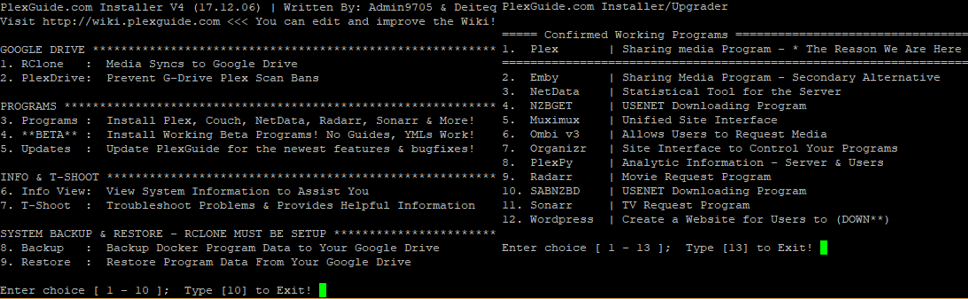 PlexGuide.com Installer V4 (17.12.06) | Written By: Admin9705 & Deiteq
Visit http://wiki.plexguide.com <<< You can edit and improve the Wiki!
GOOGLE DRIVE *********************************************************
1. RClone   :  Media Syncs to Google Drive
2. PlexDrive:  Prevent G-Drive Plex Scan Bans
PROGRAMS *************************************************************
3. Programs :  Install Plex, Couch, NetData, Radarr, Sonarr & More!
4. **BETA** :  Install Working Beta Programs! No Guides, YMLs Work!
5. Updates  :  Update PlexGuide for the newest features & bugfixes!
INFO & T-SHOOT *******************************************************
6. Info View:  View System Information to Assist You
7. T-Shoot  :  Troubleshoot Problems & Provides Helpful Information
SYSTEM BACKUP & RESTORE - RCLONE MUST BE SETUP ***********************
8. Backup   :  Backup Docker Program Data to Your Google Drive
9. Restore  :  Restore Program Data From Your Google Drive
Enter choice [ 1 - 10 ];  Type [10] to Exit!
PlexGuide.com Installer/Upgrader
===== Confirmed Working Programs =================================
1.  Plex       | Sharing media Program - * The Reason We Are Here
==================================================================
2.  Emby       | Sharing Media Program - Secondary Alternative
3.  NetData    | Statistical Tool for the Server
4.  NZBGET     | USENET Downloading Program
5.  Muximux    | Unified Site Interface
6.  Ombi v3    | Allows Users to Request Media
7.  Organizr   | Site Interface to Control Your Programs
8.  PlexPy     | Analytic Information - Server & Users
9.  Radarr     | Movie Request Program
10. SABNZBD    | USENET Downloading Program
11. Sonarr     | TV Request Program
12. Wordpress  | Create a Website for Users to (DOWN**)
Enter choice [ 1 - 13 ];  Type [13] to Exit!